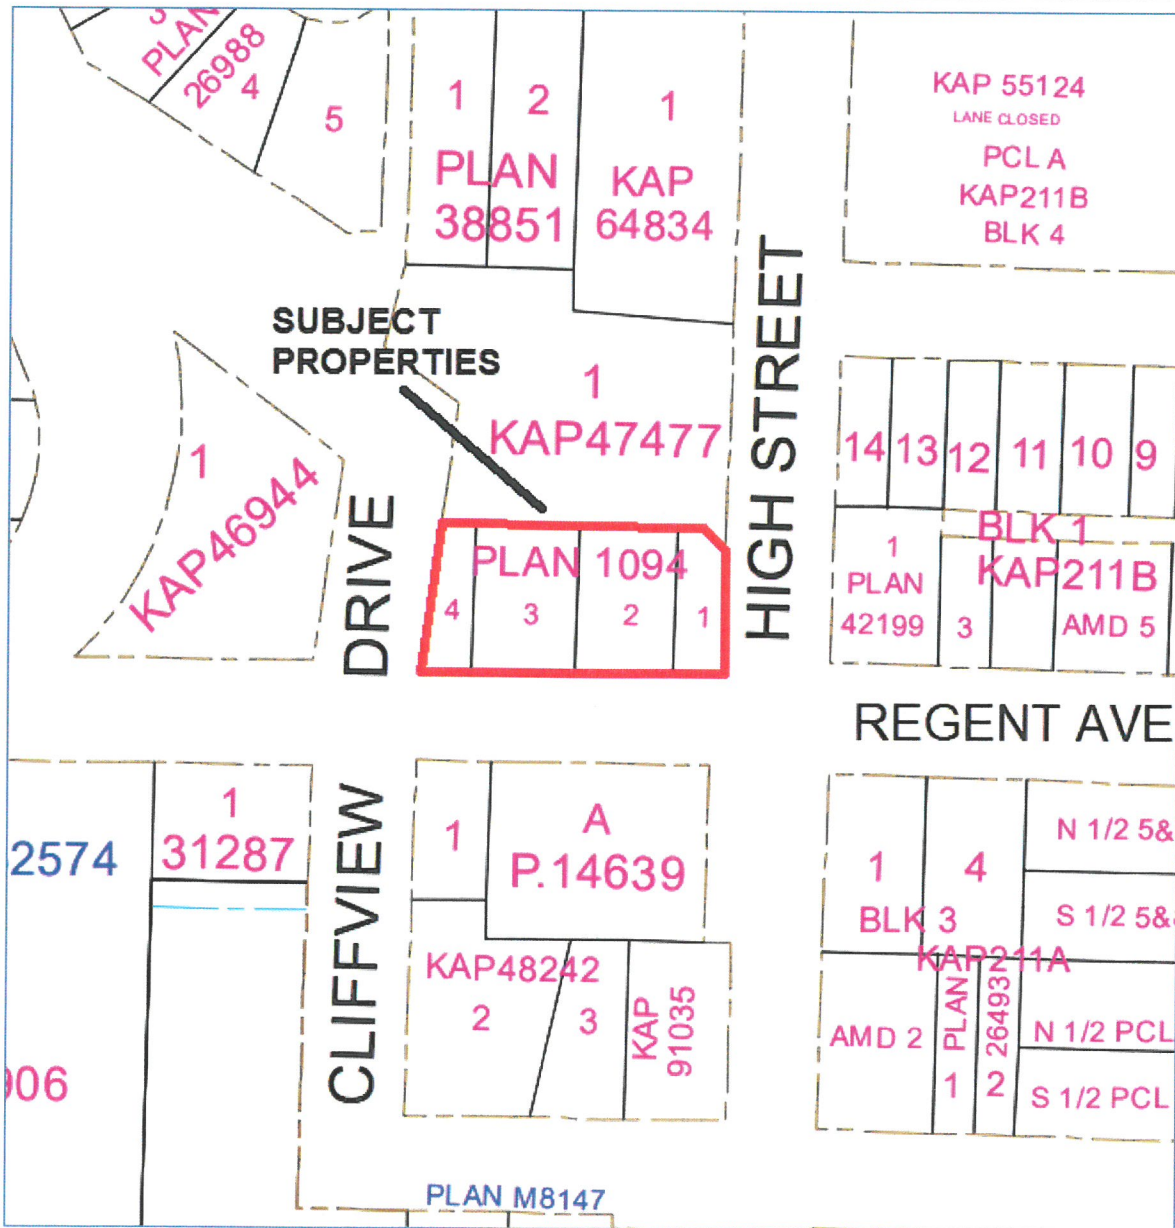 3
PLAN
26988
4
5
1
2
PLAN
38851
1
KAP
64834
KAP 55124
LANE CLOSED
PCL A
KAP211B
BLK 4
SUBJECT
PROPERTIES
1
KAP47477
HIGH STREET
1
KAP46944
DRIVE
PLAN 1094
4
3
2
1
14
13
12
11
10
9
BLK 1
KAP211B
1
PLAN
42199
3
AMD 5
REGENT AVE
CLIFFVIEW
2574
1
31287
1
A
P.14639
KAP48242
2
3
KAP
91035
906
1
4
BLK 3
KAP211A
N 1/2 5&
S 1/2 5&
AMD 2
PLAN
26493
1
2
N 1/2 PCL
S 1/2 PCL
PLAN M8147